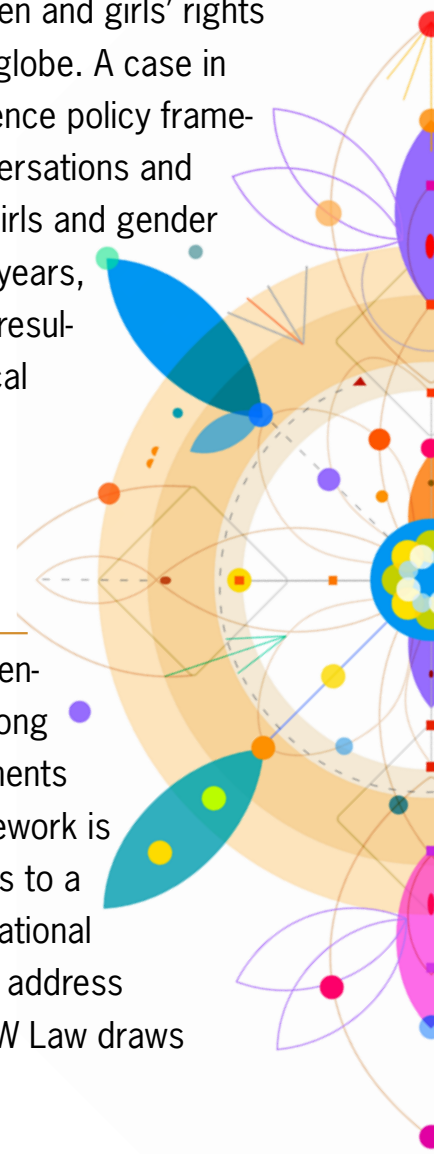 en and girls’ rights
globe. A case in
ence policy frame-
ersations and
irls and gender
years,
resul-
cal
en-
ong
nents
ework is
s to a
ational
address
W Law draws